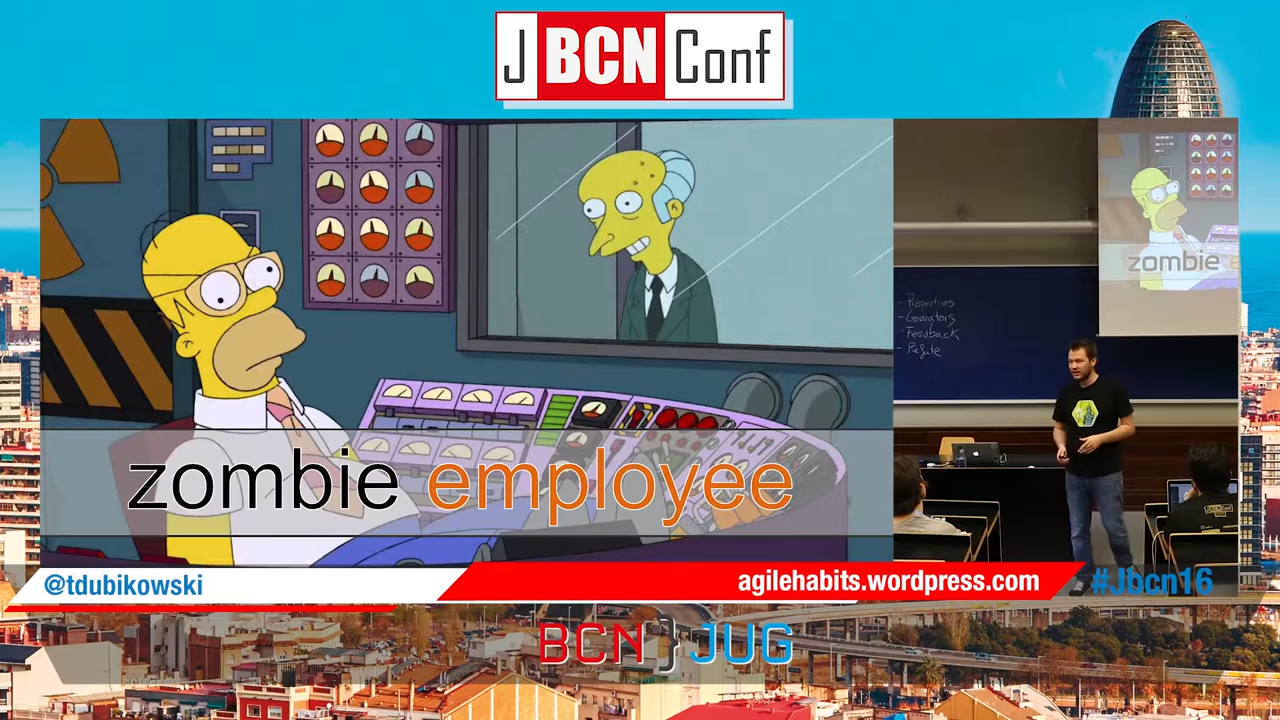 J BCN Conf
zombie employee
zombie
- Properties
- Generators
- Feedback
@tdubikowski
agilehabits.wordpress.com
#Jbcn16
BCN JUG